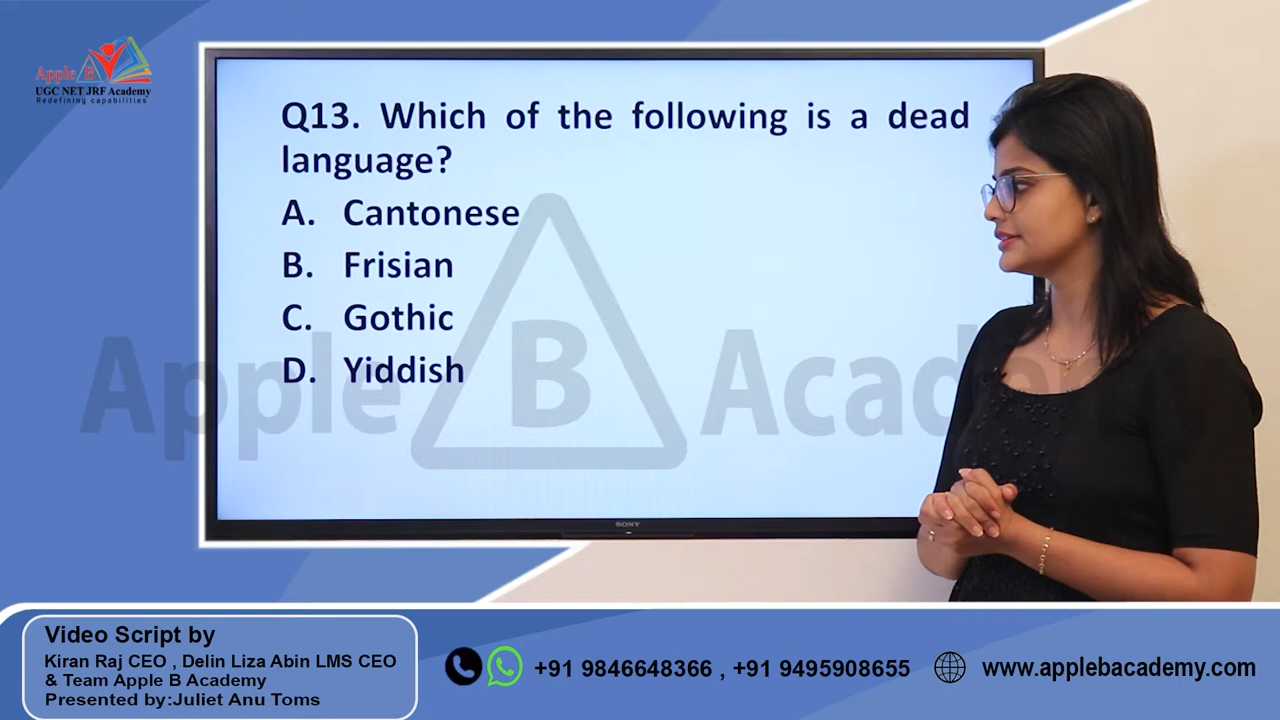 Apple B
UGC NET JRF Academy
Redefining capabilities
Q13. Which of the following is a dead
language?
A. Cantonese
B. Frisian
C. Gothic
D. Yiddish
Apple B Academy
SONY
Video Script by
Kiran Raj CEO , Delin Liza Abin LMS CEO
& Team Apple B Academy
Presented by:Juliet Anu Toms
+91 9846648366 , +91 9495908655
www.applebacademy.com